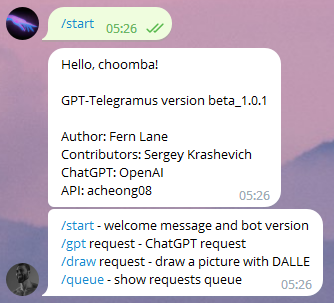 /start 05:26
Hello, choomba!
GPT-Telegramus version beta_1.0.1
Author: Fern Lane
Contributors: Sergey Krashevich
ChatGPT: OpenAI
API: acheong08
05:26
/start - welcome message and bot version
/gpt request - ChatGPT request
/draw request - draw a picture with DALLE
/queue - show requests queue
05:26